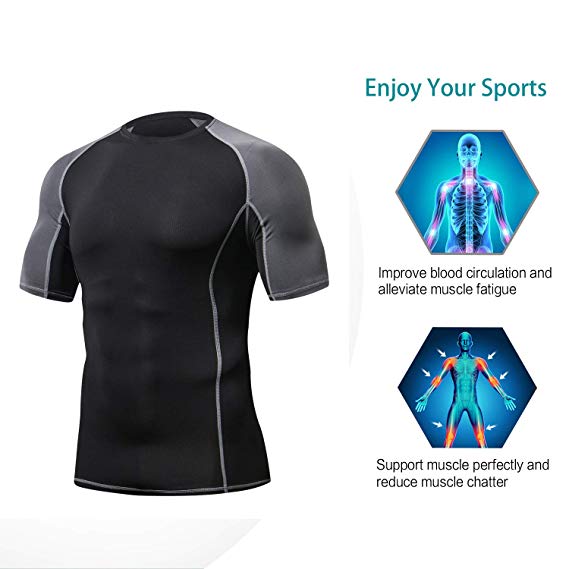 Enjoy Your Sports
Improve blood circulation and
alleviate muscle fatigue
Support muscle perfectly and
reduce muscle chatter